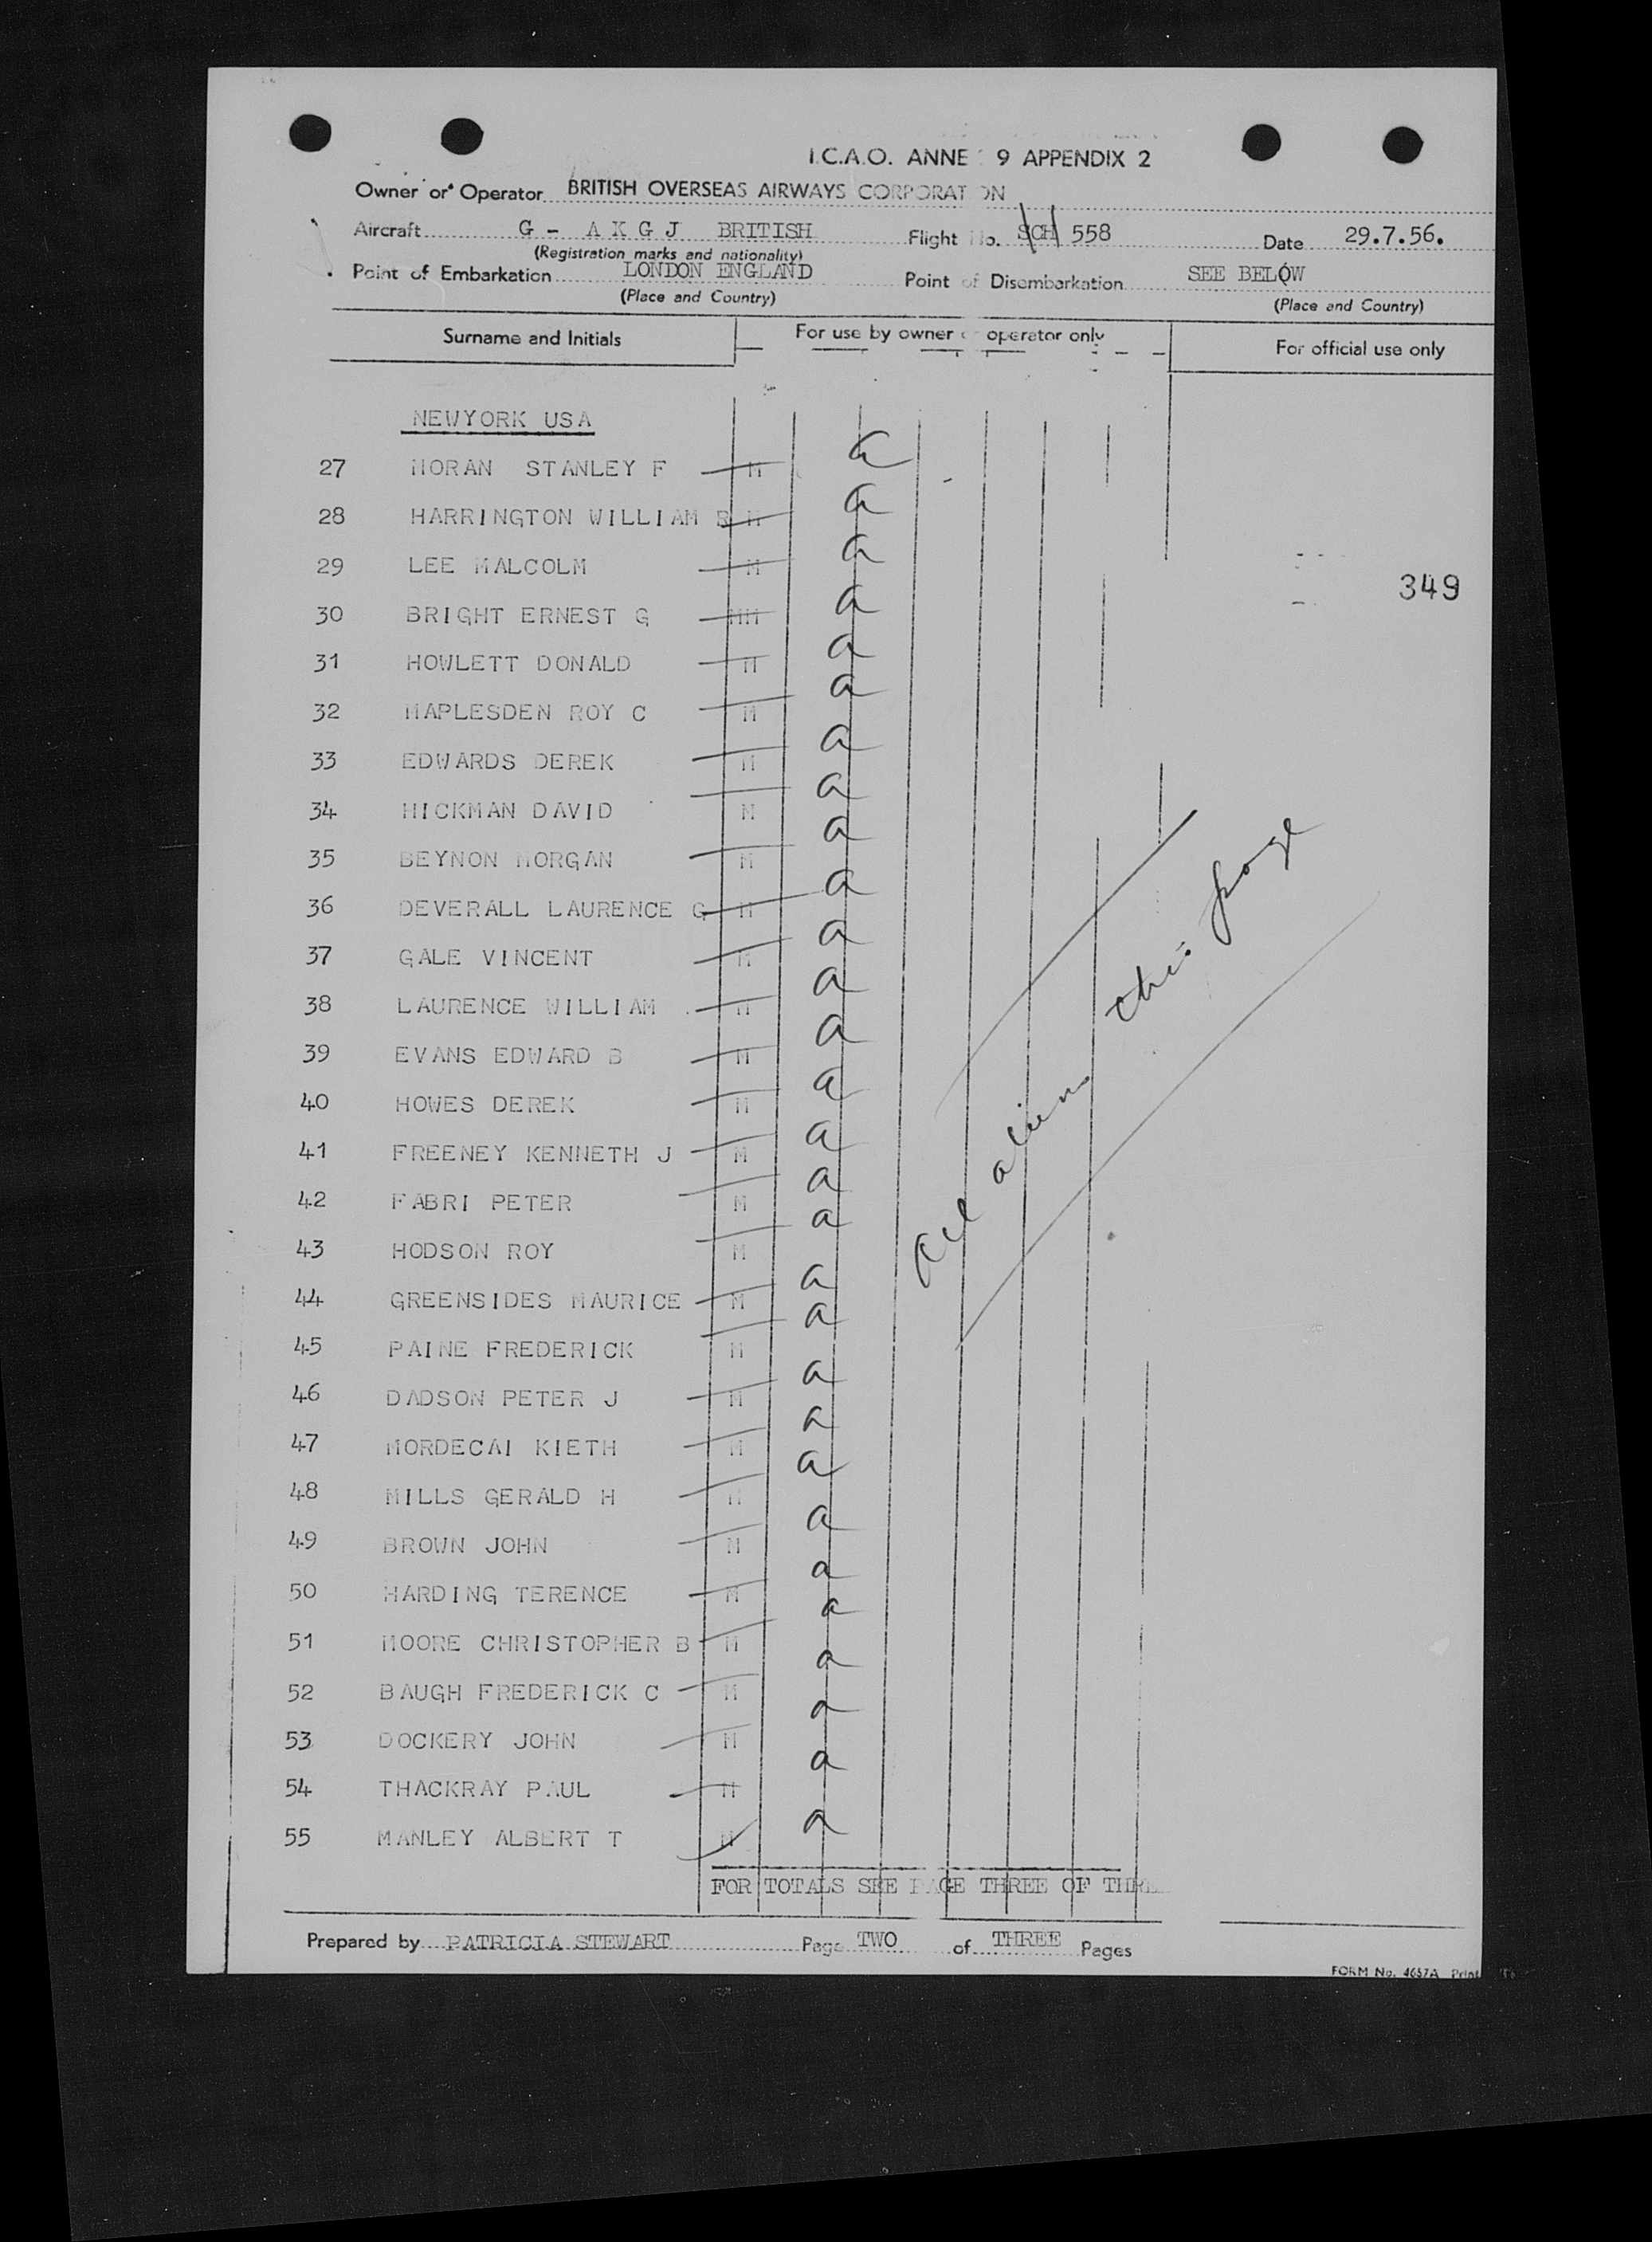 I.C.A.O. ANNE 9 APPENDIX 2
Owner or Operator BRITISH OVERSEAS AIRWAYS CORPORAT ON
Aircraft G - A K G J BRITISH Flight No. SCH 558 Date 29.7.56.
(Registration marks and nationality)
Point of Embarkation LONDON ENGLAND Point of Disembarkation SEE BELOW
(Place and Country) (Place and Country)
Surname and Initials For use by owner or operator only For official use only
NEWYORK USA
27 MORAN STANLEY F M a
28 HARRINGTON WILLIAM R M a
29 LEE MALCOLM M a
349
30 BRIGHT ERNEST G MM a
31 HOWLETT DONALD M a
32 MAPLESDEN ROY C M a
33 EDWARDS DEREK M a
34 HICKMAN DAVID M a
35 BEYNON MORGAN M a
36 DEVERALL LAURENCE G M a
37 GALE VINCENT M a
38 LAURENCE WILLIAM M a
39 EVANS EDWARD B M a
40 HOWES DEREK M a
41 FREENEY KENNETH J M a
42 FABRI PETER M a
43 HODSON ROY M a
44 GREENSIDES MAURICE M a
45 PAINE FREDERICK M a
46 DADSON PETER J M a
47 MORDECAI KIETH M a
48 MILLS GERALD H M a
49 BROWN JOHN M a
50 HARDING TERENCE M a
51 MOORE CHRISTOPHER B M a
52 BAUGH FREDERICK C M a
53 DOCKERY JOHN M a
54 THACKRAY PAUL M a
55 MANLEY ALBERT T M a
All aliens this page
FOR TOTALS SEE PAGE THREE OF THRE
Prepared by PATRICIA STEWART Page TWO of THREE Pages
FORM No. 4657A Print